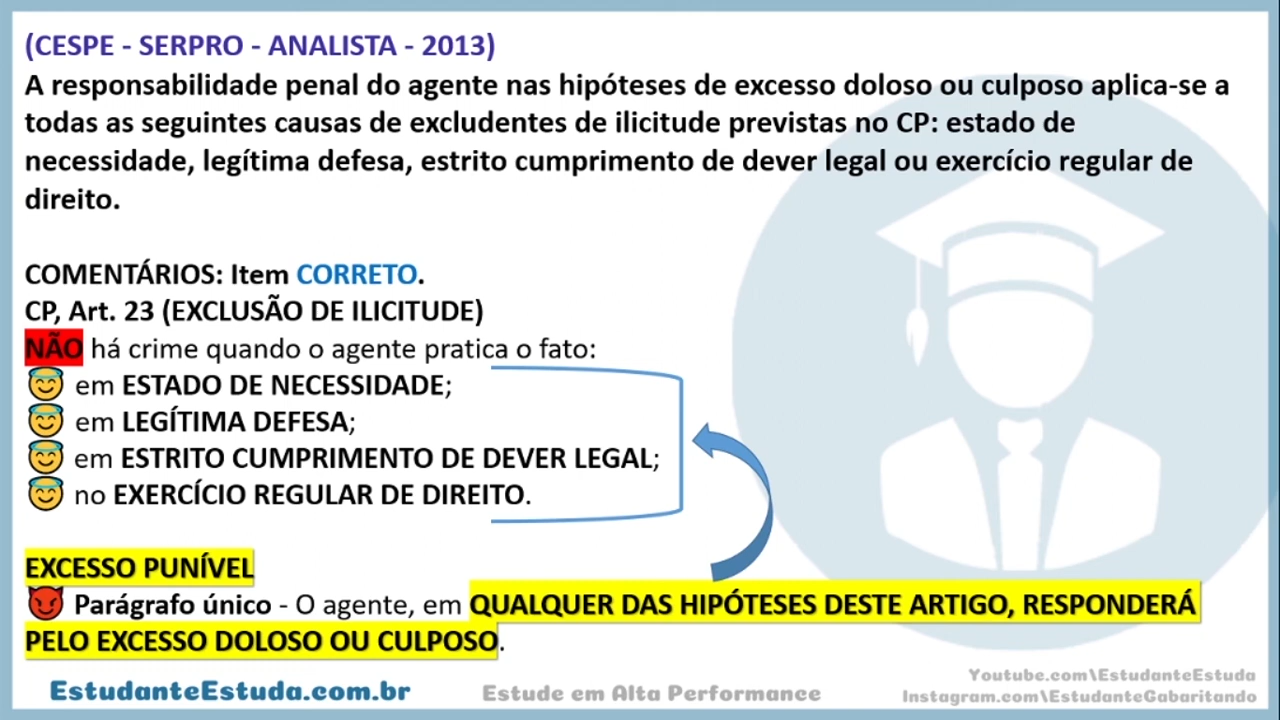 (CESPE - SERPRO - ANALISTA - 2013)
A responsabilidade penal do agente nas hipóteses de excesso doloso ou culposo aplica-se a
todas as seguintes causas de excludentes de ilicitude previstas no CP: estado de
necessidade, legítima defesa, estrito cumprimento de dever legal ou exercício regular de
direito.
COMENTÁRIOS: Item CORRETO.
CP, Art. 23 (EXCLUSÃO DE ILICITUDE)
NÃO há crime quando o agente pratica o fato:
em ESTADO DE NECESSIDADE;
em LEGÍTIMA DEFESA;
em ESTRITO CUMPRIMENTO DE DEVER LEGAL;
no EXERCÍCIO REGULAR DE DIREITO.
EXCESSO PUNÍVEL
Parágrafo único - O agente, em QUALQUER DAS HIPÓTESES DESTE ARTIGO, RESPONDERÁ
PELO EXCESSO DOLOSO OU CULPOSO.
EstudanteEstuda.com.br
Estude em Alta Performance
Youtube.com\EstudanteEstuda
Instagram.com\EstudanteGabaritando